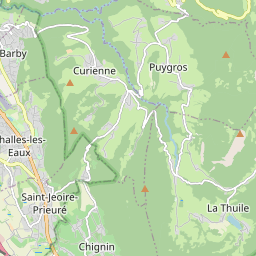 Barby
Curienne
Puygros
halles-les-
Eaux
Saint-Jeoire-
Prieuré
La Thuile
Chignin